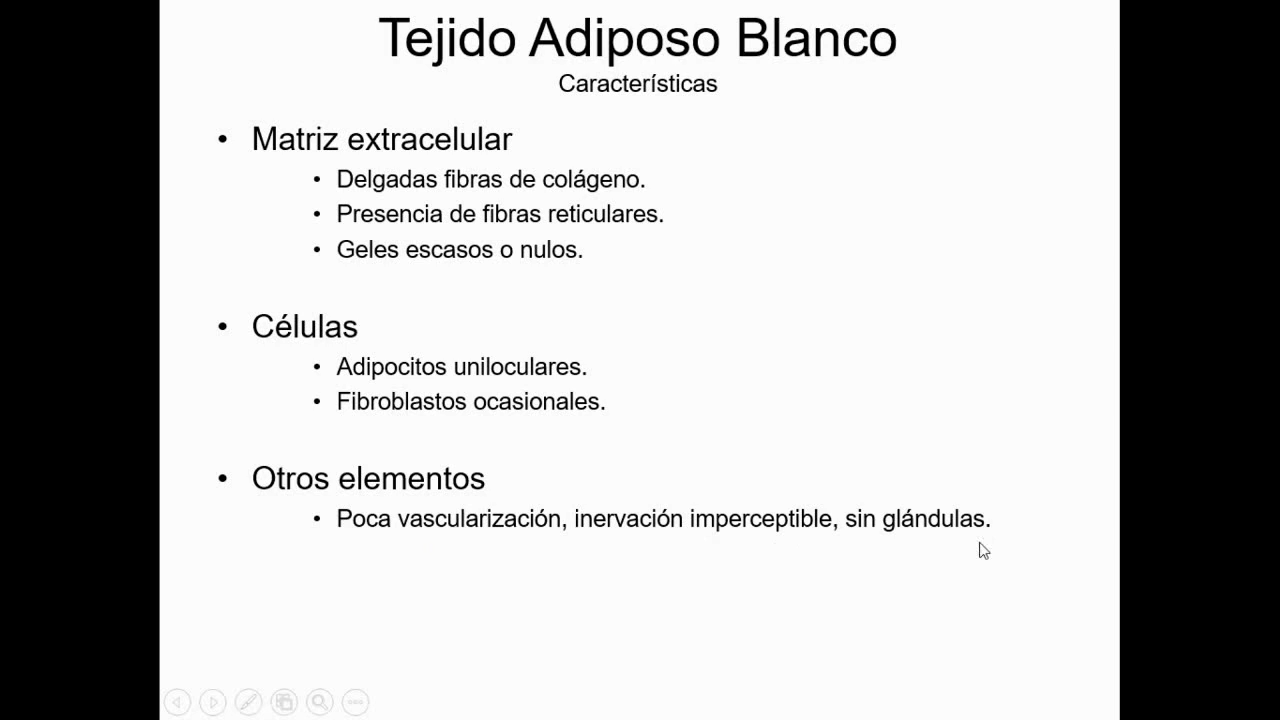 Tejido Adiposo Blanco
Características
• Matriz extracelular
• Delgadas fibras de colágeno.
• Presencia de fibras reticulares.
• Geles escasos o nulos.
• Células
• Adipocitos uniloculares.
• Fibroblastos ocasionales.
• Otros elementos
• Poca vascularización, inervación imperceptible, sin glándulas.